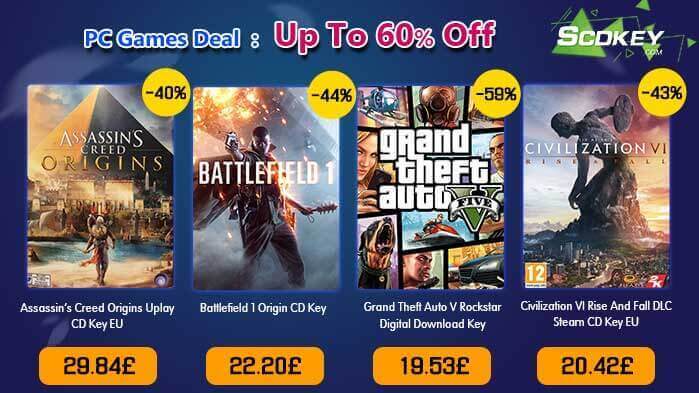 PC Games Deal : Up To 60% Off
SCDKEY
.COM
-40%
-44%
-58%
-43%
ASSASSIN'S
CREED
ORIGINS
BATTLEFIELD 1
grand
theft
auto
V
FIVE
CIVILIZATION VI
RISE & FALL
12
2K
Assassin's Creed Origins Uplay
CD Key EU
Battlefield 1 Origin CD Key
Grand Theft Auto V Rockstar
Digital Download Key
Civilization VI Rise And Fall DLC
Steam CD Key EU
29.84£
22.20£
19.53£
20.42£